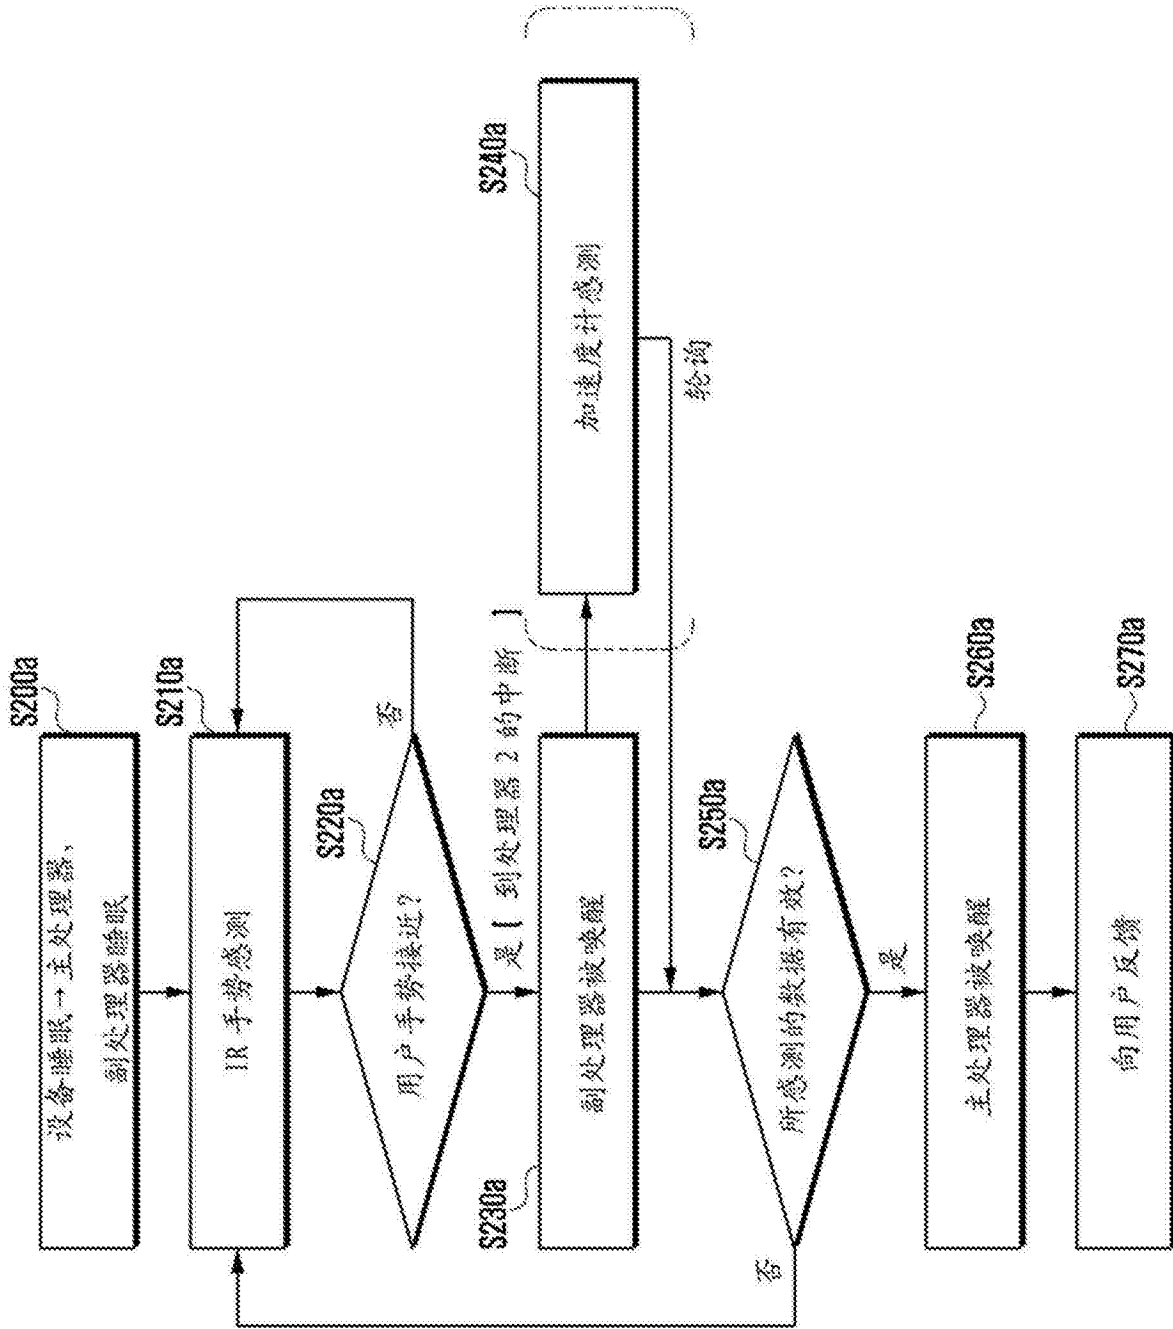 S200a
设备睡眠→主处理器，
副处理器睡眠
S210a
IR 手势感测
S220a
用户手势接近？
否
是【 到处理器 2 的中断 】
S230a
副处理器被唤醒
S240a
加速度计感测
轮询
S250a
所感测的数据有效？
否
是
S260a
主处理器被唤醒
S270a
向用户反馈